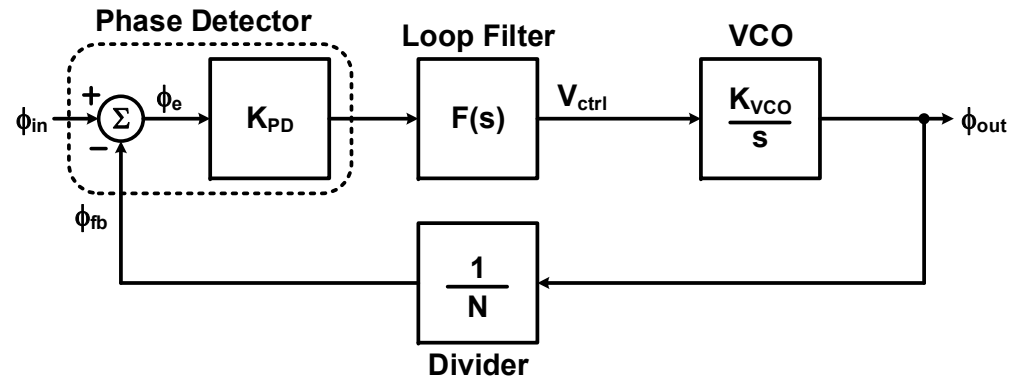 Phase Detector
Loop Filter
VCO
+
ϕin
Σ
−
ϕe
KPD
F(s)
Vctrl
KVCO
s
ϕout
ϕfb
1
N
Divider